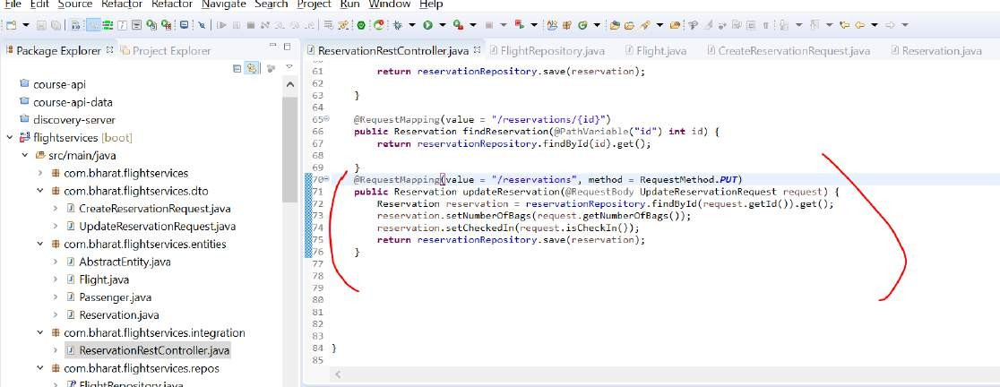 File Edit Source Refactor Refactor Navigate Search Project Run Window Help
Package Explorer Project Explorer
course-api
course-api-data
discovery-server
flightservices [boot]
src/main/java
com.bharat.flightservices
com.bharat.flightservices.dto
CreateReservationRequest.java
UpdateReservationRequest.java
com.bharat.flightservices.entities
AbstractEntity.java
Flight.java
Passenger.java
Reservation.java
com.bharat.flightservices.integration
ReservationRestController.java
com.bharat.flightservices.repos
FlightRepository.java
ReservationRestController.java FlightRepository.java Flight.java CreateReservationRequest.java Reservation.java
61 return reservationRepository.save(reservation);
62
63 }
64
65 @RequestMapping(value = "/reservations/{id}")
66 public Reservation findReservation(@PathVariable("id") int id) {
67 return reservationRepository.findById(id).get();
68
69 }
70 @RequestMapping(value = "/reservations", method = RequestMethod.PUT)
71 public Reservation updateReservation(@RequestBody UpdateReservationRequest request) {
72 Reservation reservation = reservationRepository.findById(request.getId()).get();
73 reservation.setNumberOfBags(request.getNumberOfBags());
74 reservation.setCheckedIn(request.isCheckIn());
75 return reservationRepository.save(reservation);
76 }
77
78
79
80
81
82
83
84 }
85